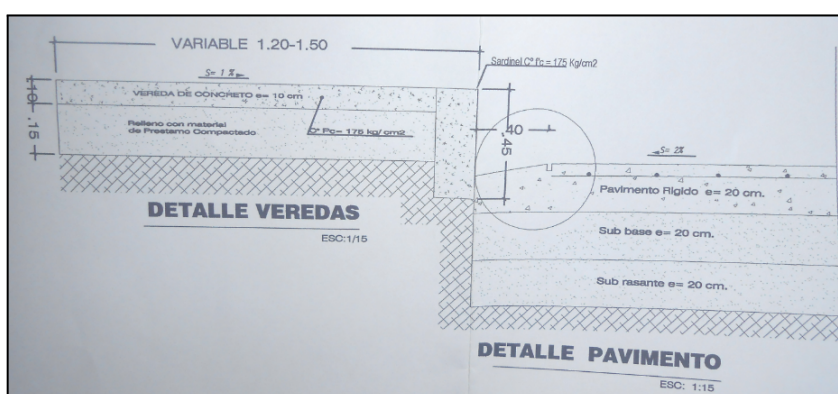 VARIABLE 1.20-1.50
Sardinel C° f'c = 175 Kg/cm2
S= 1 %
.10
VEREDA DE CONCRETO e= 10 cm
.15
Relleno con material
de Prestamo Compactado
C° f'c= 175 kg/cm2
.40
.45
S= 2%
Pavimento Rigido e= 20 cm.
DETALLE VEREDAS
ESC:1/15
Sub base e= 20 cm.
Sub rasante e= 20 cm.
DETALLE PAVIMENTO
ESC: 1:15